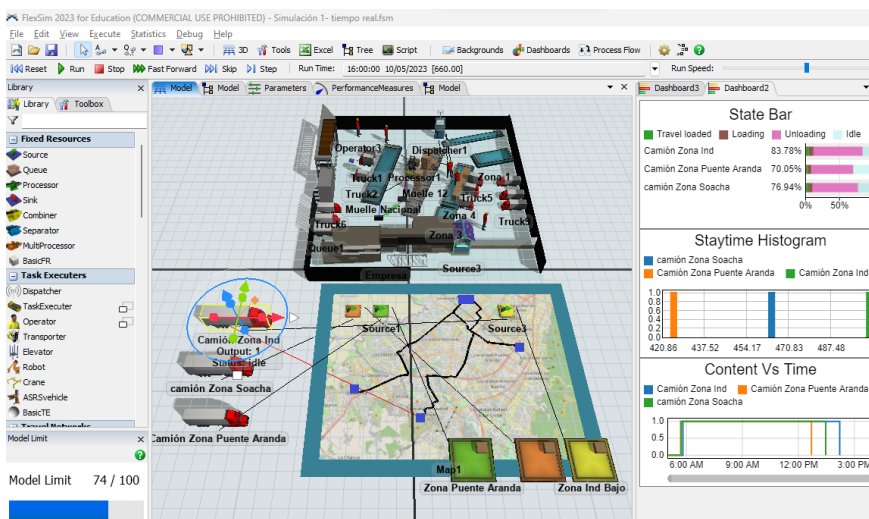 FlexSim 2023 for Education (COMMERCIAL USE PROHIBITED) - Simulación 1- tiempo real.fsm
File Edit View Execute Statistics Debug Help
3D Tools Excel Tree Script Backgrounds Dashboards Process Flow
Reset Run Stop Fast Forward Skip Step Run Time: 16:00:00 10/05/2023 [660.00] Run Speed:
Library
Library Toolbox
Fixed Resources
Source
Queue
Processor
Sink
Combiner
Separator
MultiProcessor
BasicFR
Task Executers
Dispatcher
TaskExecuter
Operator
Transporter
Elevator
Robot
Crane
ASRSvehicle
BasicTE
Travel Networks
Model Limit
Model Limit 74 / 100
Model Model Parameters PerformanceMeasures Model
Operator3 Dispatcher1
Truck1 Processor1 Zona 1
Truck2 Muelle 12 Truck5
Muelle Nacional Zona 4 Truck3
Truck6 Zona 3
Queue1
Empresa Source3
Source1 Source3
Camión Zona Ind
Output: 1
Status: Idle
camión Zona Soacha
Camión Zona Puente Aranda
Map1
Zona Puente Aranda Zona Ind Bajo
Dashboard3 Dashboard2
State Bar
Travel loaded Loading Unloading Idle
Camión Zona Ind 83.78%
Camión Zona Puente Aranda 70.05%
camión Zona Soacha 76.94%
0% 50%
Staytime Histogram
camión Zona Soacha
Camión Zona Puente Aranda Camión Zona Ind
1.0
0.8
0.6
0.4
0.2
0.0
420.86 437.52 454.17 470.83 487.48
Content Vs Time
Camión Zona Ind Camión Zona Puente Aranda
camión Zona Soacha
1.0
0.5
0.0
6:00 AM 9:00 AM 12:00 PM 3:00 PM